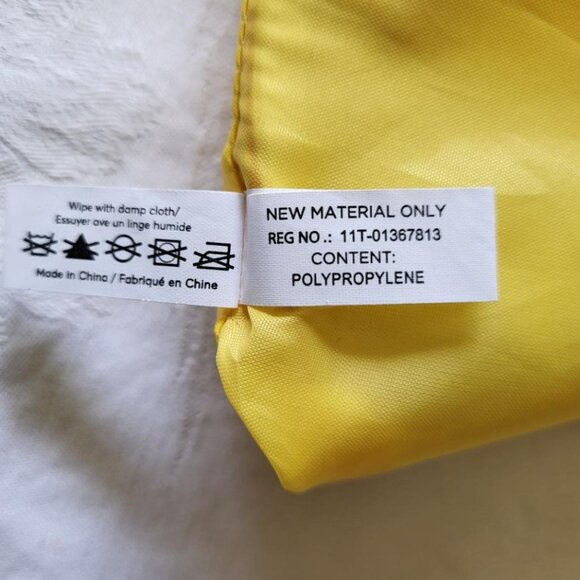 Wipe with damp cloth/
Essuyer ave un linge humide
Made in China / Fabriqué en Chine
NEW MATERIAL ONLY
REG NO.: 11T-01367813
CONTENT:
POLYPROPYLENE